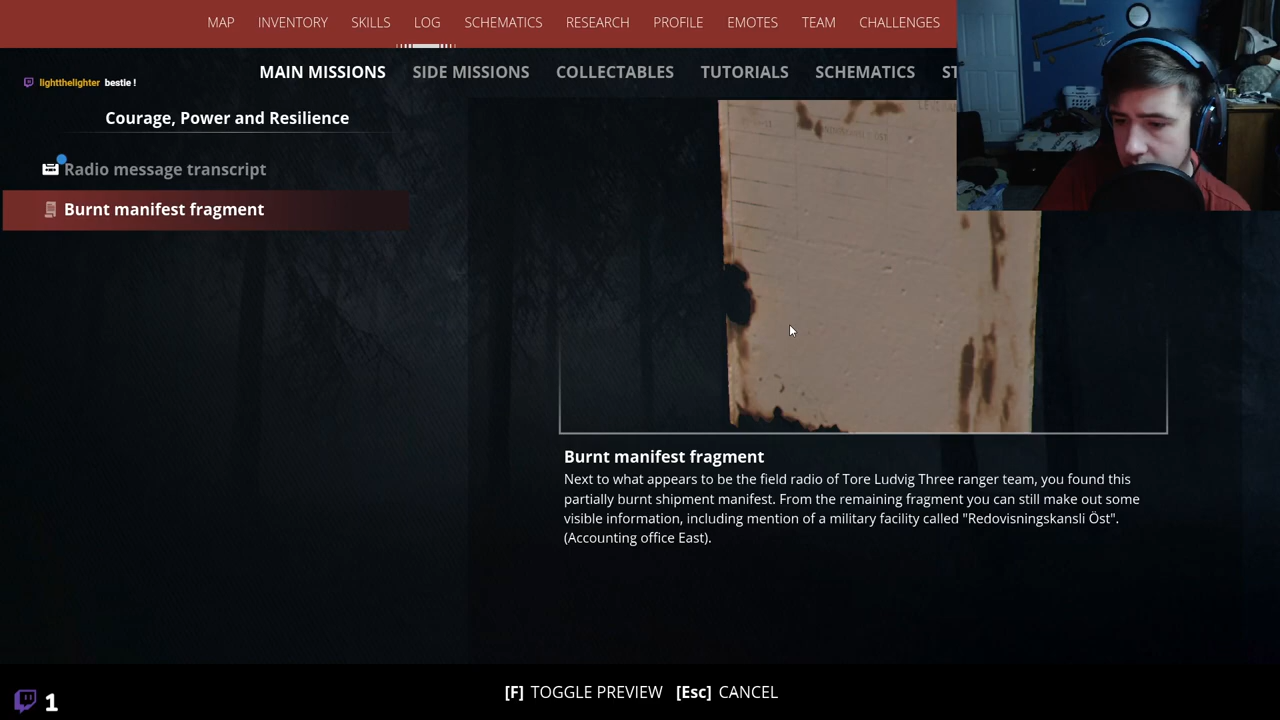 MAP INVENTORY SKILLS LOG SCHEMATICS RESEARCH PROFILE EMOTES TEAM CHALLENGES
MAIN MISSIONS SIDE MISSIONS COLLECTABLES TUTORIALS SCHEMATICS ST
lightthelighter bestie !
Courage, Power and Resilience
Radio message transcript
Burnt manifest fragment
Burnt manifest fragment
Next to what appears to be the field radio of Tore Ludvig Three ranger team, you found this
partially burnt shipment manifest. From the remaining fragment you can still make out some
visible information, including mention of a military facility called "Redovisningskansli Öst".
(Accounting office East).
[F] TOGGLE PREVIEW [Esc] CANCEL
1